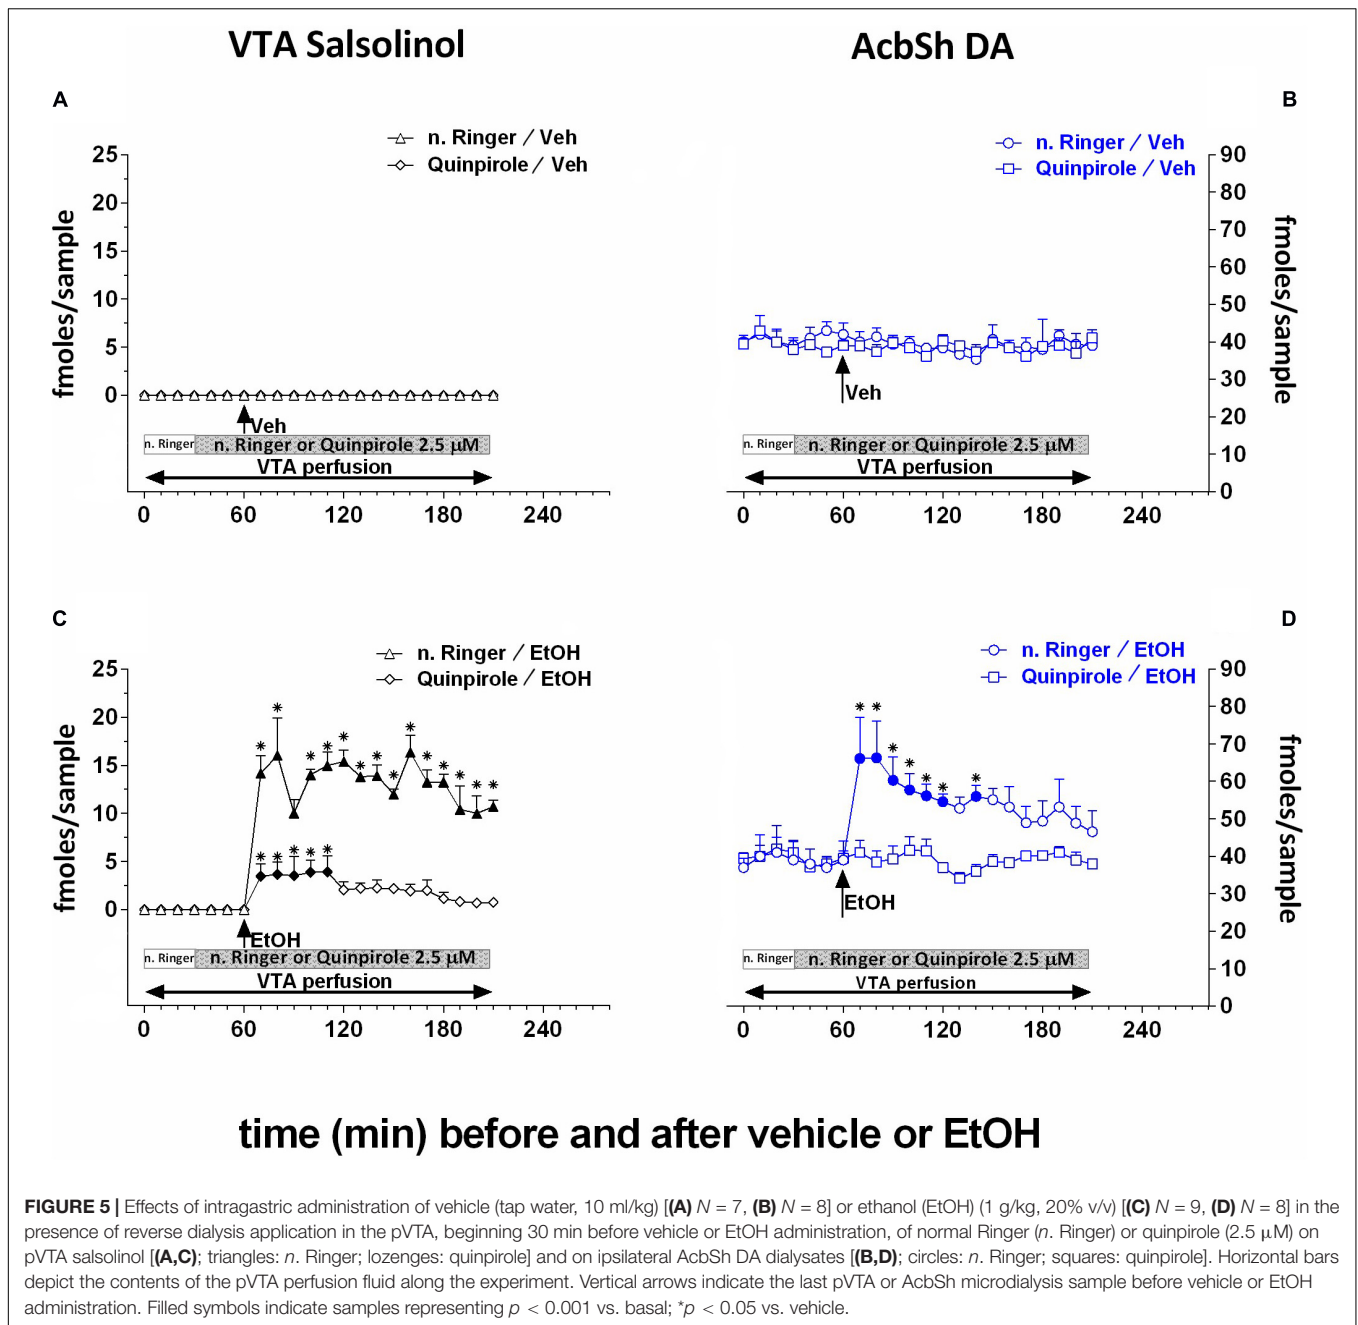 VTA Salsolinol
AcbSh DA
A
B
n. Ringer / Veh
Quinpirole / Veh
n. Ringer / Veh
Quinpirole / Veh
25
20
15
10
5
0
fmoles/sample
90
80
70
60
50
40
30
20
10
0
fmoles/sample
Veh
n. Ringer
n. Ringer or Quinpirole 2.5 µM
VTA perfusion
0 60 120 180 240
Veh
n. Ringer
n. Ringer or Quinpirole 2.5 µM
VTA perfusion
0 60 120 180 240
C
D
n. Ringer / EtOH
Quinpirole / EtOH
n. Ringer / EtOH
Quinpirole / EtOH
25
20
15
10
5
0
fmoles/sample
90
80
70
60
50
40
30
20
10
0
fmoles/sample
EtOH
n. Ringer
n. Ringer or Quinpirole 2.5 µM
VTA perfusion
0 60 120 180 240
EtOH
n. Ringer
n. Ringer or Quinpirole 2.5 µM
VTA perfusion
0 60 120 180 240
time (min) before and after vehicle or EtOH
FIGURE 5 | Effects of intragastric administration of vehicle (tap water, 10 ml/kg) [(A) N = 7, (B) N = 8] or ethanol (EtOH) (1 g/kg, 20% v/v) [(C) N = 9, (D) N = 8] in the
presence of reverse dialysis application in the pVTA, beginning 30 min before vehicle or EtOH administration, of normal Ringer (n. Ringer) or quinpirole (2.5 µM) on
pVTA salsolinol [(A,C); triangles: n. Ringer; lozenges: quinpirole] and on ipsilateral AcbSh DA dialysates [(B,D); circles: n. Ringer; squares: quinpirole]. Horizontal bars
depict the contents of the pVTA perfusion fluid along the experiment. Vertical arrows indicate the last pVTA or AcbSh microdialysis sample before vehicle or EtOH
administration. Filled symbols indicate samples representing p < 0.001 vs. basal; *p < 0.05 vs. vehicle.